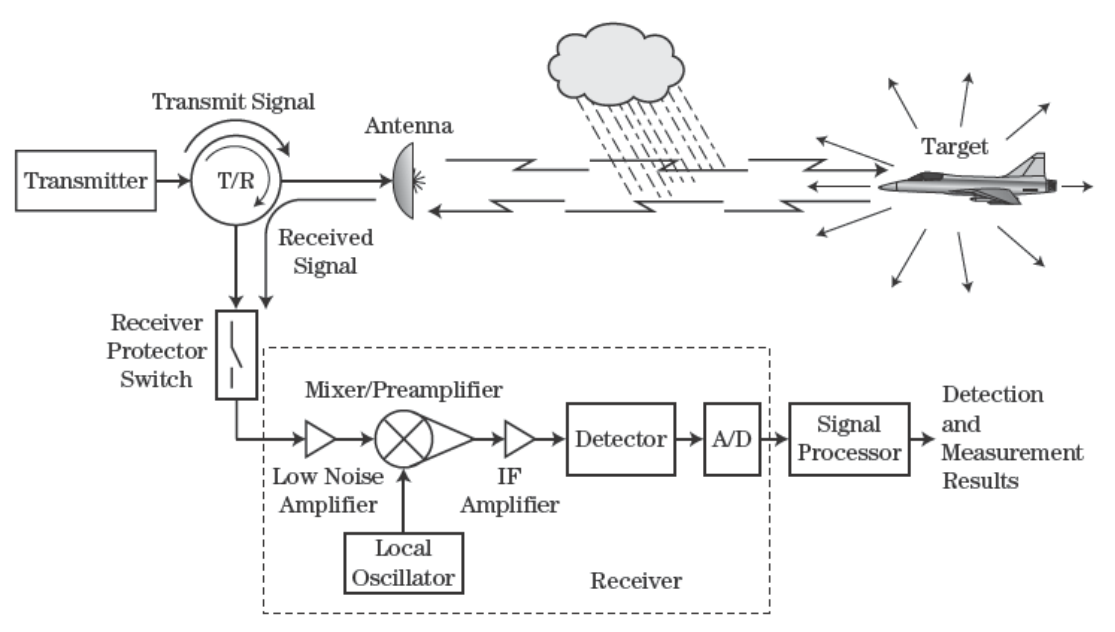 Transmit Signal
Antenna
Target
Transmitter
T/R
Received
Signal
Receiver
Protector
Switch
Mixer/Preamplifier
Low Noise
Amplifier
IF
Amplifier
Detector
A/D
Signal
Processor
Detection
and
Measurement
Results
Local
Oscillator
Receiver